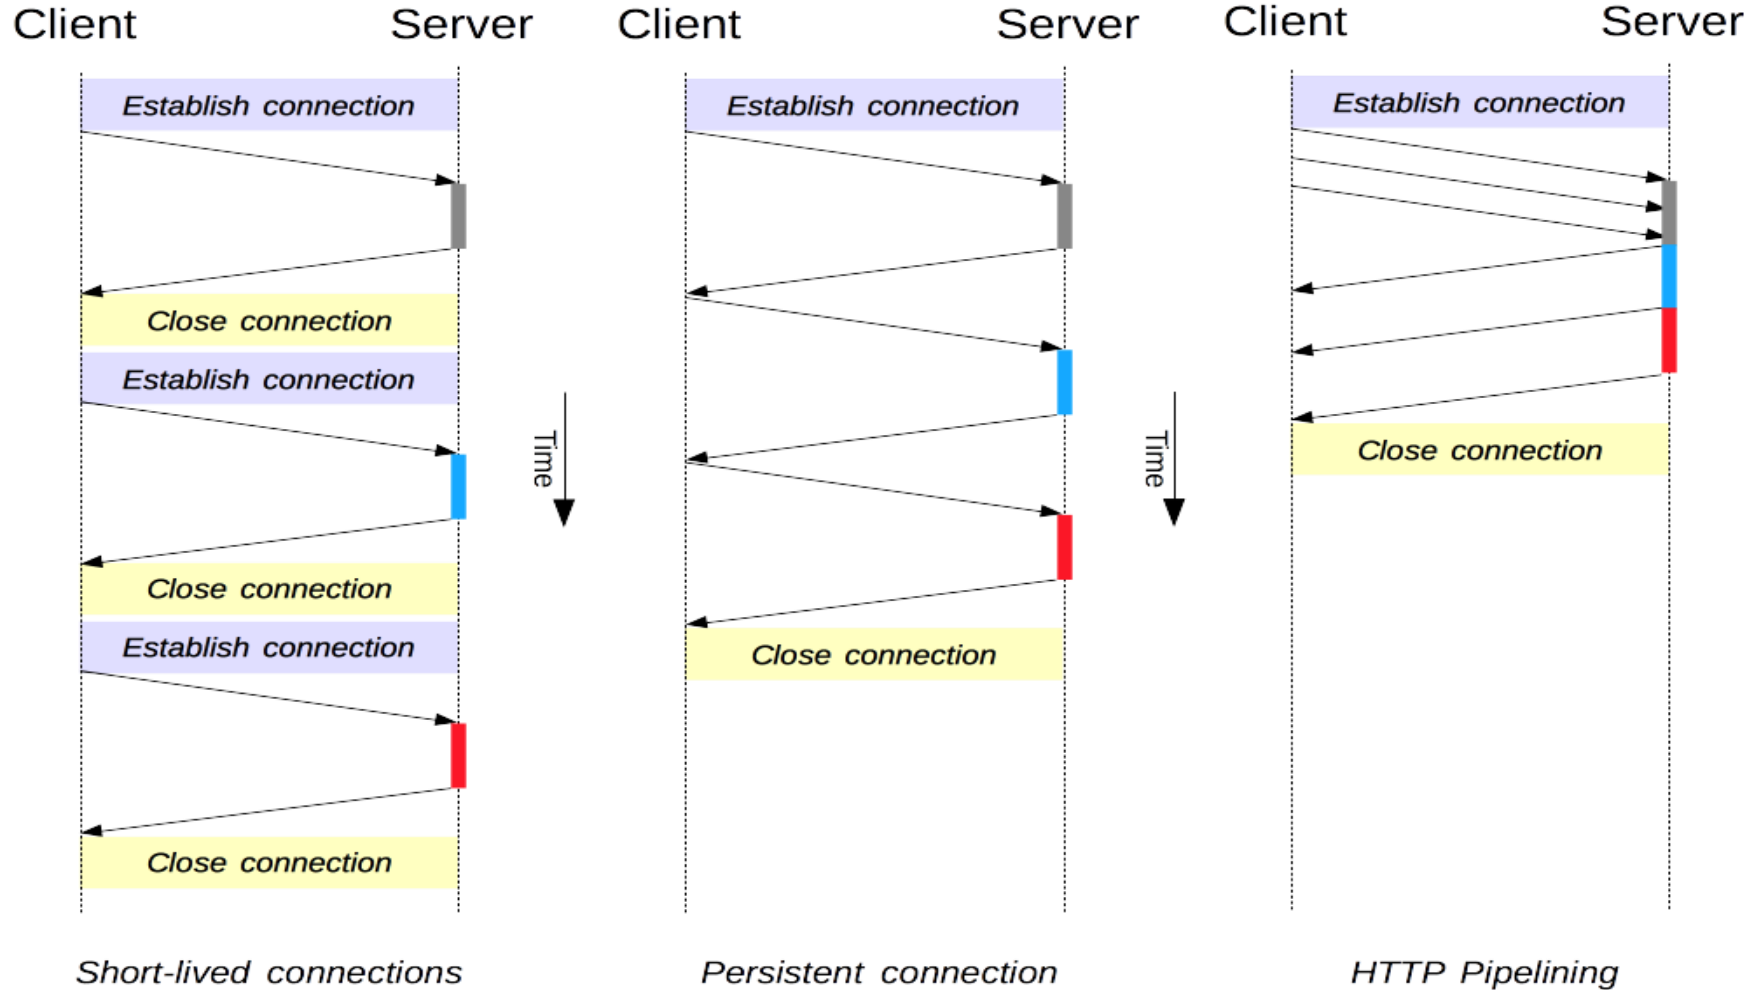 Client Server Client Server Client Server
Establish connection
Close connection
Establish connection
Close connection
Establish connection
Close connection
Short-lived connections
Time
Establish connection
Close connection
Persistent connection
Time
Establish connection
Close connection
HTTP Pipelining